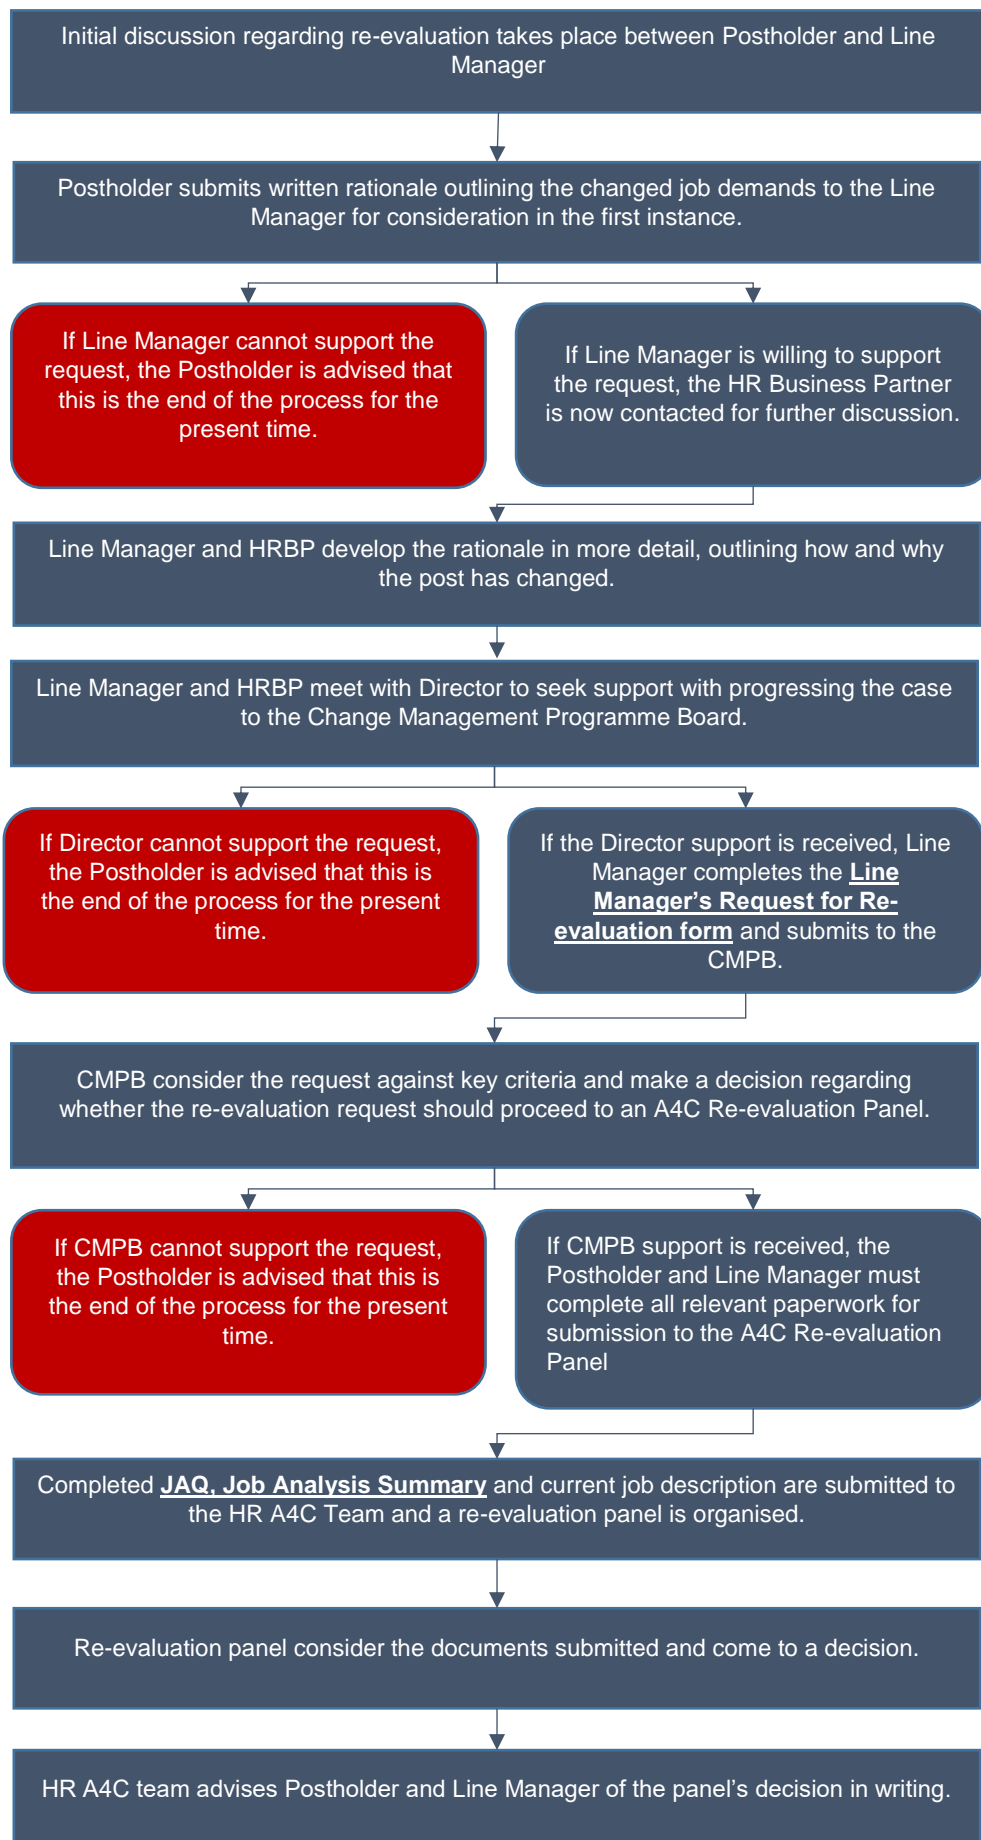 Initial discussion regarding re-evaluation takes place between Postholder and Line
Manager
Postholder submits written rationale outlining the changed job demands to the Line
Manager for consideration in the first instance.
If Line Manager cannot support the
request, the Postholder is advised that
this is the end of the process for the
present time.
If Line Manager is willing to support
the request, the HR Business Partner
is now contacted for further discussion.
Line Manager and HRBP develop the rationale in more detail, outlining how and why
the post has changed.
Line Manager and HRBP meet with Director to seek support with progressing the case
to the Change Management Programme Board.
If Director cannot support the request,
the Postholder is advised that this is
the end of the process for the present
time.
If the Director support is received, Line
Manager completes the Line
Manager’s Request for Re-
evaluation form and submits to the
CMPB.
CMPB consider the request against key criteria and make a decision regarding
whether the re-evaluation request should proceed to an A4C Re-evaluation Panel.
If CMPB cannot support the request,
the Postholder is advised that this is
the end of the process for the present
time.
If CMPB support is received, the
Postholder and Line Manager must
complete all relevant paperwork for
submission to the A4C Re-evaluation
Panel
Completed JAQ, Job Analysis Summary and current job description are submitted to
the HR A4C Team and a re-evaluation panel is organised.
Re-evaluation panel consider the documents submitted and come to a decision.
HR A4C team advises Postholder and Line Manager of the panel’s decision in writing.